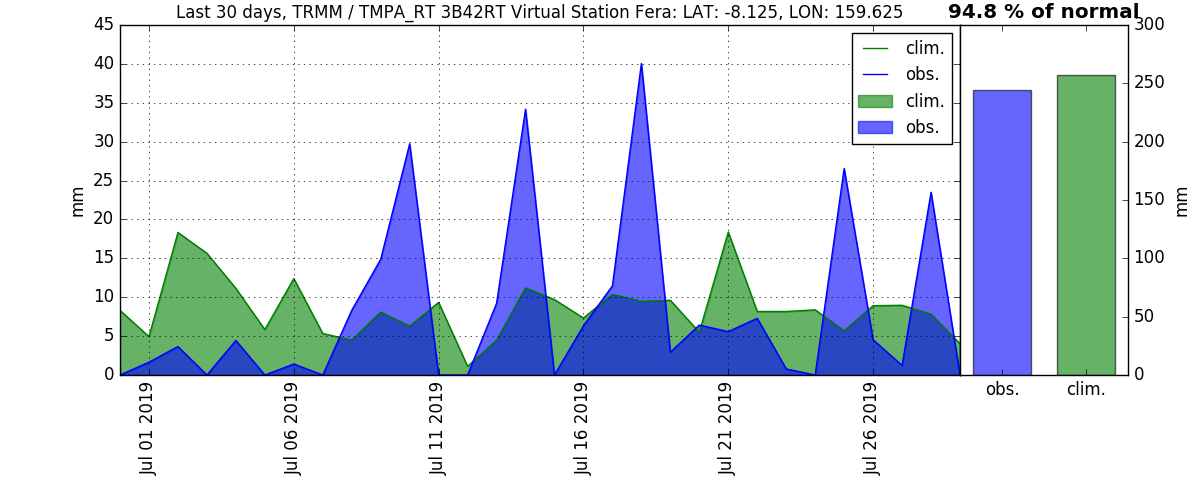 Last 30 days, TRMM / TMPA_RT 3B42RT Virtual Station Fera: LAT: -8.125, LON: 159.625
94.8 % of normal
45
40
35
30
25
20
15
10
5
0
mm
clim.
obs.
clim.
obs.
Jul 01 2019
Jul 06 2019
Jul 11 2019
Jul 16 2019
Jul 21 2019
Jul 26 2019
300
250
200
150
100
50
0
mm
obs.
clim.